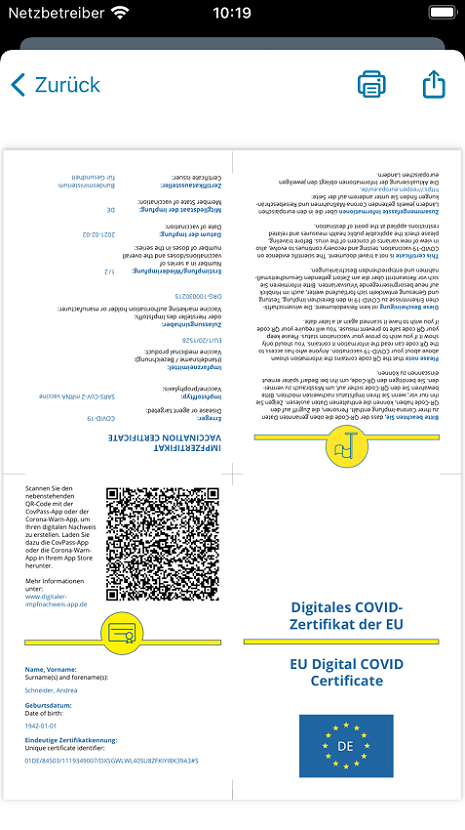 Netzbetreiber
10:19
Zurück
IMPFZERTIFIKAT
VACCINATION CERTIFICATE
Erreger:
COVID-19
Disease or agent targeted:
Impfstofftyp:
SARS-CoV-2 mRNA vaccine
Vaccine/prophylaxis:
Impfarzneimittel:
EU/1/20/1528
(Handelsname / Bezeichnung):
Vaccine medicinal product:
Zulassungsinhaber:
ORG-100030215
oder Hersteller des Impfstoffs:
Vaccine marketing authorisation holder or manufacturer:
Erstimpfung/Wiederimpfung:
1/2
Number in a series of
vaccinations/doses and the overall
number of doses in the series:
Datum der Impfung:
2021-02-02
Date of vaccination:
Mitgliedstaat der Impfung:
DE
Member State of vaccination:
Zertifikataussteller:
Bundesministerium
für Gesundheit
Certificate issuer:
Bitte beachten Sie, dass der QR-Code die oben genannten Daten
zu Ihrer Corona-Impfung enthält. Personen, die Zugriff auf den
QR-Code haben, können die enthaltenen Daten auslesen. Zeigen Sie
ihn nur vor, wenn Sie Ihren Impfstatus nachweisen möchten. Bitte
bewahren Sie den QR-Code sicher auf, um Missbrauch zu vermei-
den. Sie benötigen den QR-Code, um ihn bei Bedarf später erneut
einscannen zu können.
Please note that the QR code contains the information shown
above about your COVID-19 vaccination. Anyone who has access to
the QR code can read the information it contains. You should only
show it if you wish to prove your vaccination status. Please keep
your QR code safe to prevent misuse. You will require your QR code
if you wish to have it scanned again at a later date.
Diese Bescheinigung ist kein Reisedokument. Die wissenschaft-
lichen Erkenntnisse zu COVID-19 in den Bereichen Impfung, Testung
und Genesung entwickeln sich fortlaufend weiter, auch im Hinblick
auf neue besorgniserregende Virusvarianten. Bitte informieren Sie
sich vor Reiseantritt über die am Zielort geltenden Gesundheitsmaß-
nahmen und entsprechenden Beschränkungen.
This certificate is not a travel document. The scientific evidence on
COVID-19 vaccination, testing and recovery continues to evolve, also
in view of new variants of concern of the virus. Before traveling,
please check the applicable public health measures and related
restrictions applied at the point of destination.
Zusammengefasste Informationen über die in den europäischen
Ländern jeweils geltenden Corona-Maßnahmen und Reisebeschrän-
kungen finden Sie unter anderem auf der Seite:
https://reopen.europa.eu/de.
Die Aktualisierung der Informationen obliegt den jeweiligen
europäischen Ländern.
Scannen Sie den
nebenstehenden
QR-Code mit der
CovPass-App oder der
Corona-Warn-App, um
Ihren digitalen Nachweis
zu erstellen. Laden Sie
dazu die CovPass-App
oder die Corona-Warn-
App in Ihrem App Store
herunter.
Mehr Informationen
unter:
www.digitaler-
impfnachweis-app.de
Name, Vorname:
Surname(s) and forename(s):
Schneider, Andrea
Geburtsdatum:
Date of birth:
1942-01-01
Eindeutige Zertifikatkennung:
Unique certificate identifier:
01DE/84503/1119349007/DXSGWLWL40SU8ZFKIYIBK39A3#S
Digitales COVID-
Zertifikat der EU
EU Digital COVID
Certificate
DE